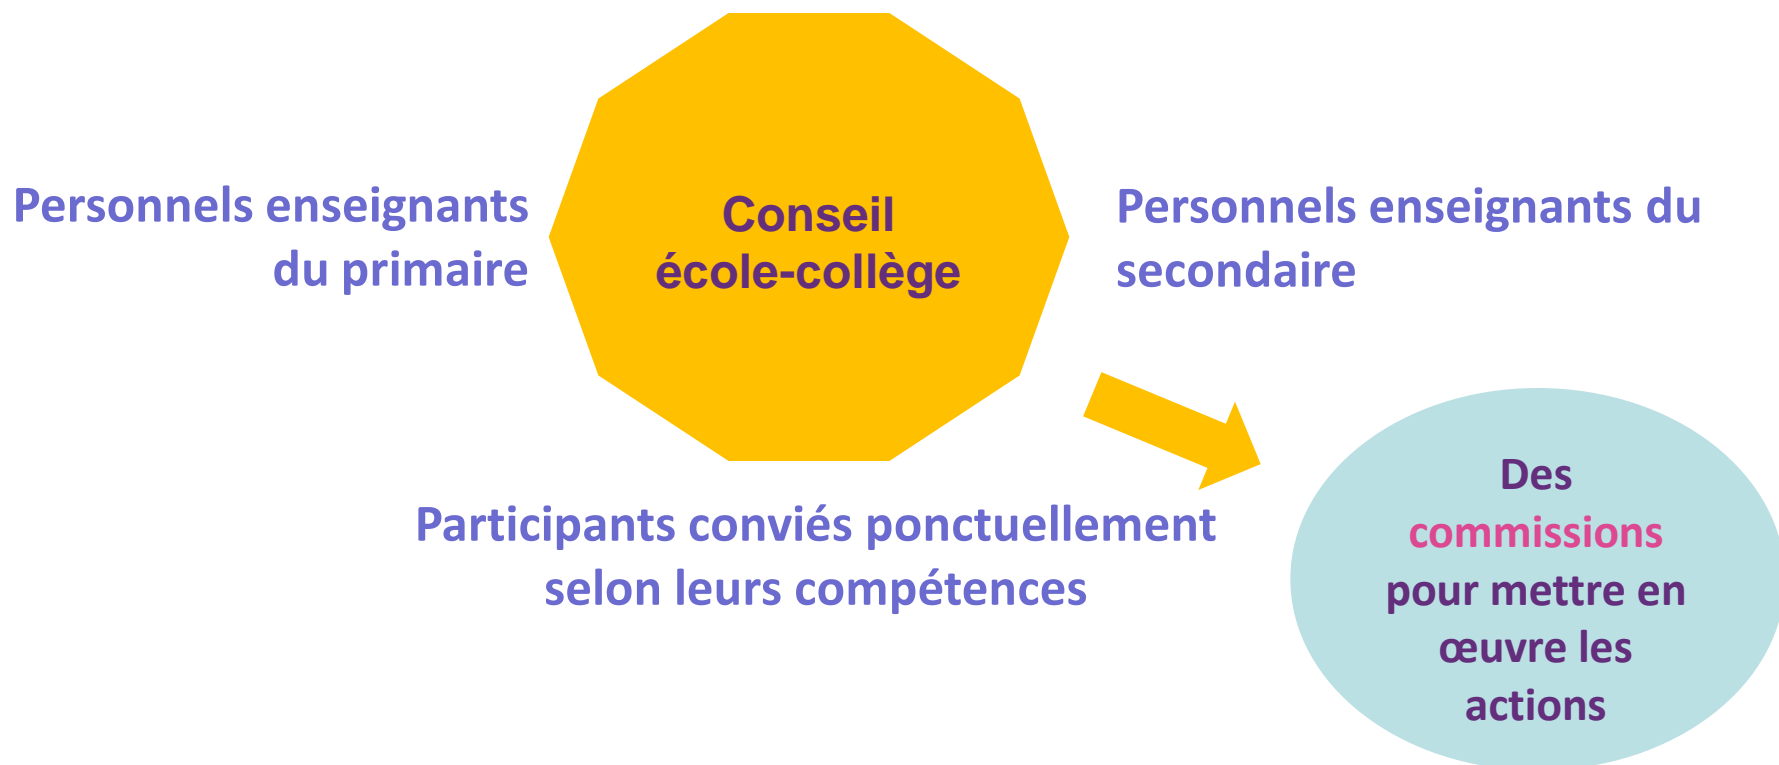 Personnels enseignants
du primaire
Conseil
école-collège
Personnels enseignants du
secondaire
Participants conviés ponctuellement
selon leurs compétences
Des
commissions
pour mettre en
œuvre les
actions